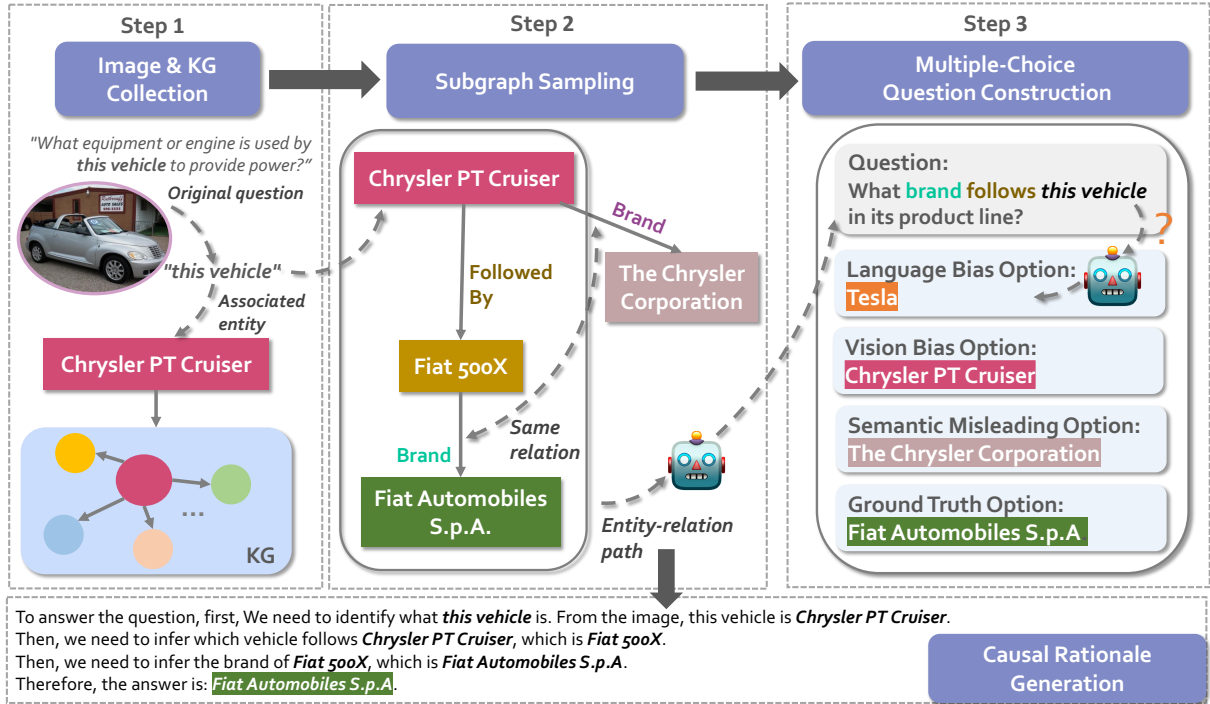 Step 1
Image & KG
Collection
"What equipment or engine is used by
this vehicle to provide power?"
Original question
"this vehicle"
Associated
entity
Chrysler PT Cruiser
...
KG
Step 2
Subgraph Sampling
Chrysler PT Cruiser
Brand
Followed
By
The Chrysler
Corporation
Fiat 500X
Brand
Same
relation
Fiat Automobiles
S.p.A.
Entity-relation
path
Step 3
Multiple-Choice
Question Construction
Question:
What brand follows this vehicle
in its product line?
?
Language Bias Option:
Tesla
Vision Bias Option:
Chrysler PT Cruiser
Semantic Misleading Option:
The Chrysler Corporation
Ground Truth Option:
Fiat Automobiles S.p.A
To answer the question, first, We need to identify what this vehicle is. From the image, this vehicle is Chrysler PT Cruiser.
Then, we need to infer which vehicle follows Chrysler PT Cruiser, which is Fiat 500X.
Then, we need to infer the brand of Fiat 500X, which is Fiat Automobiles S.p.A.
Therefore, the answer is: Fiat Automobiles S.p.A.
Causal Rationale
Generation